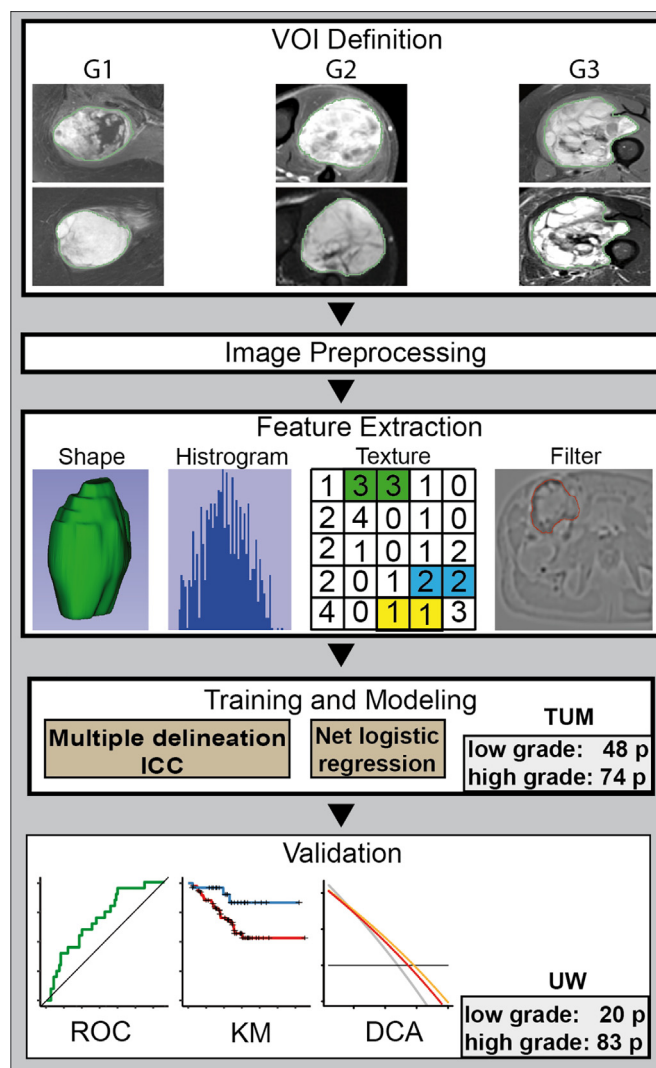 VOI Definition
G1 G2 G3
Image Preprocessing
Feature Extraction
Shape Histrogram Texture Filter
1 3 3 1 0
2 4 0 1 0
2 1 0 1 2
2 0 1 2 2
4 0 1 1 3
Training and Modeling
Multiple delineation
ICC
Net logistic
regression
TUM
low grade: 48 p
high grade: 74 p
Validation
ROC KM DCA
UW
low grade: 20 p
high grade: 83 p